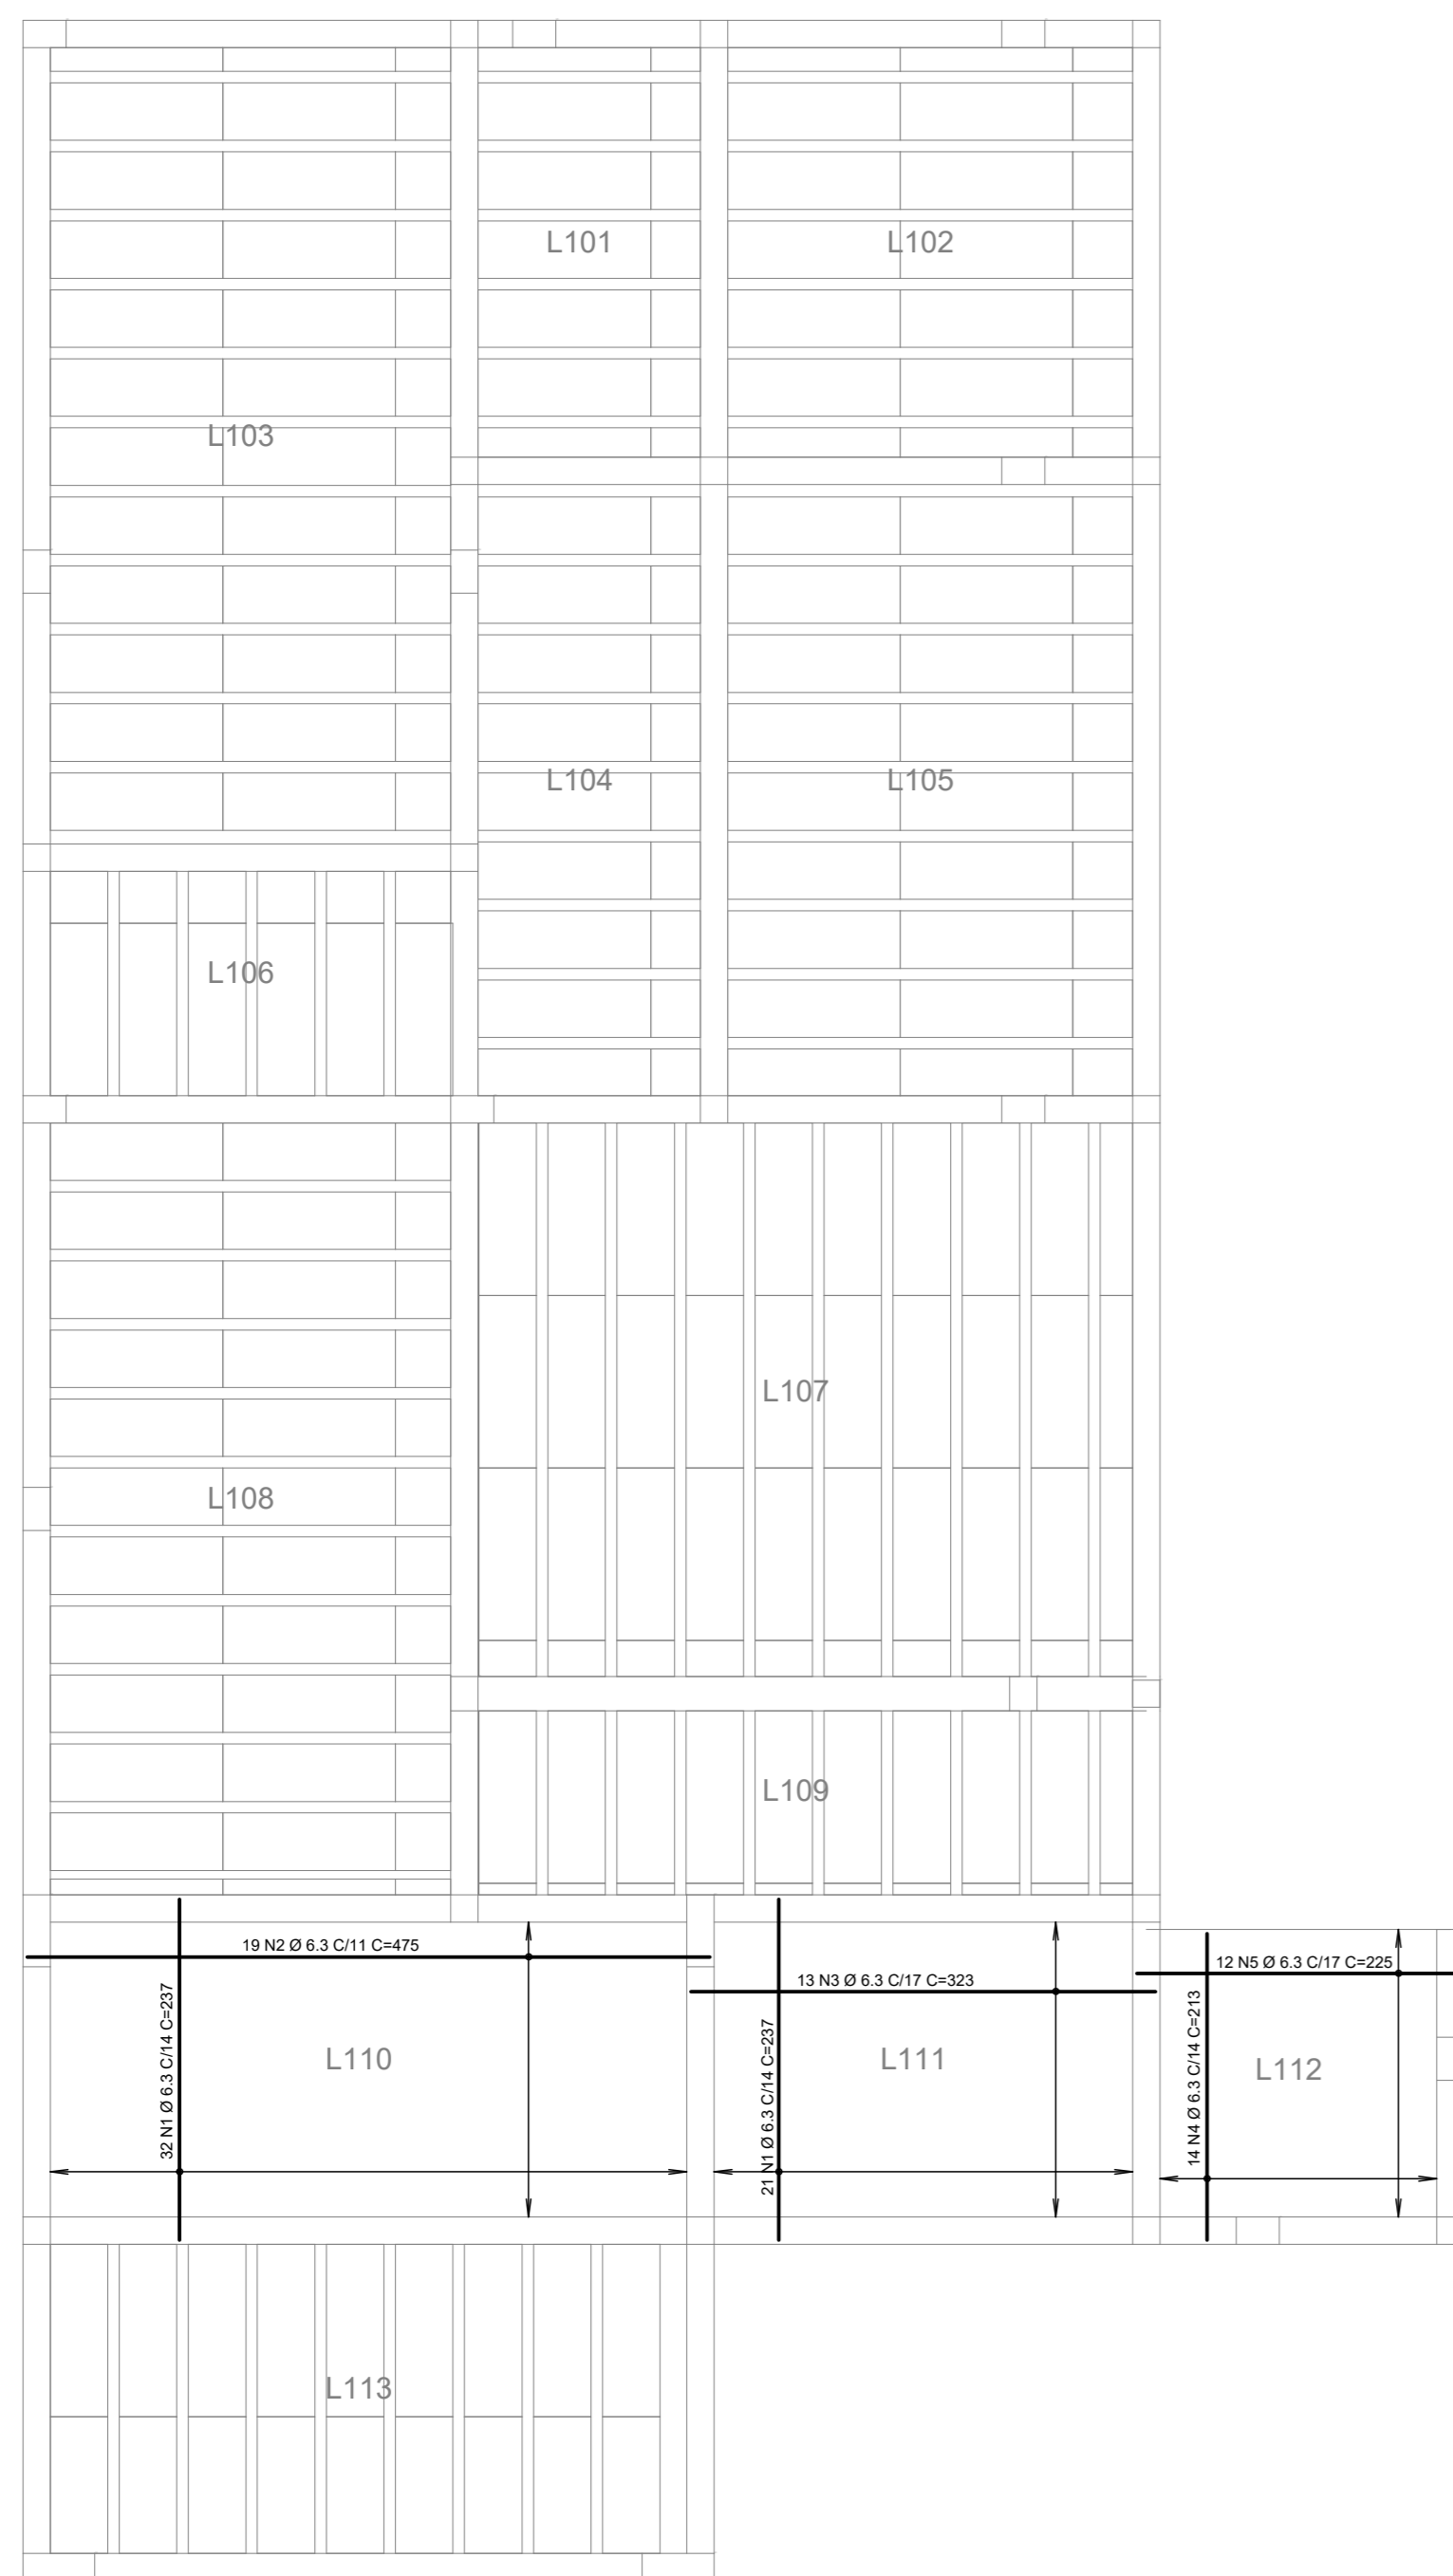 L101
L102
L103
L104
L105
L106
L107
L108
L109
19 N2 Ø 6.3 C/11 C=475
32 N1 Ø 6.3 C/14 C=237
L110
13 N3 Ø 6.3 C/17 C=323
21 N1 Ø 6.3 C/14 C=237
L111
12 N5 Ø 6.3 C/17 C=225
14 N4 Ø 6.3 C/14 C=213
L112
L113